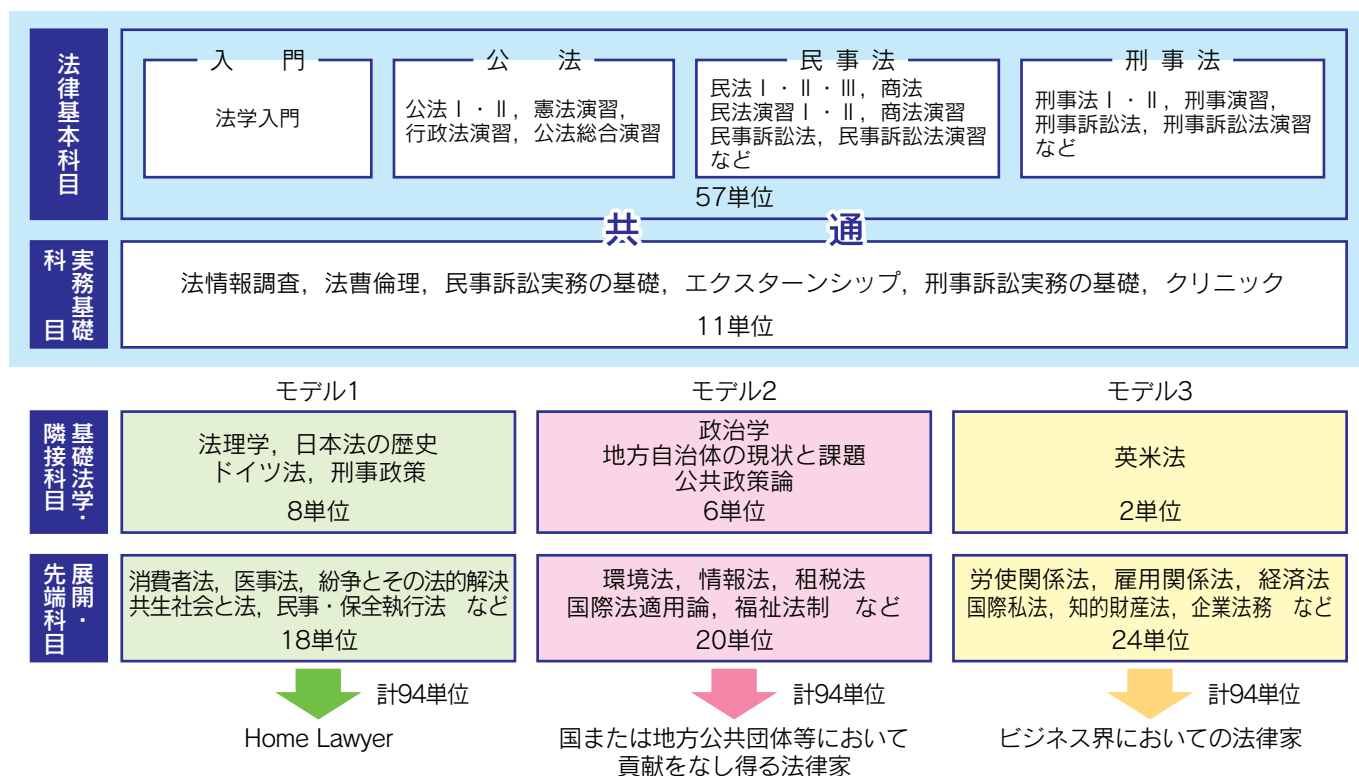 法律基本科目
入　門
法学入門
公　法
公法Ⅰ・Ⅱ，憲法演習，
行政法演習，公法総合演習
民 事 法
民法Ⅰ・Ⅱ・Ⅲ，商法
民法演習Ⅰ・Ⅱ，商法演習
民事訴訟法，民事訴訟法演習
など
刑 事 法
刑事法Ⅰ・Ⅱ，刑事演習，
刑事訴訟法，刑事訴訟法演習
など
57単位
共　通
実務基礎
科　目
法情報調査，法曹倫理，民事訴訟実務の基礎，エクスターンシップ，刑事訴訟実務の基礎，クリニック
11単位
モデル1
モデル2
モデル3
基礎法学・
隣接科目
法理学，日本法の歴史
ドイツ法，刑事政策
8単位
政治学
地方自治体の現状と課題
公共政策論
6単位
英米法
2単位
展開・
先端科目
消費者法，医事法，紛争とその法的解決
共生社会と法，民事・保全執行法　など
18単位
環境法，情報法，租税法
国際法適用論，福祉法制　など
20単位
労使関係法，雇用関係法，経済法
国際私法，知的財産法，企業法務　など
24単位
計94単位
計94単位
計94単位
Home Lawyer
国または地方公共団体等において
貢献をなし得る法律家
ビジネス界においての法律家